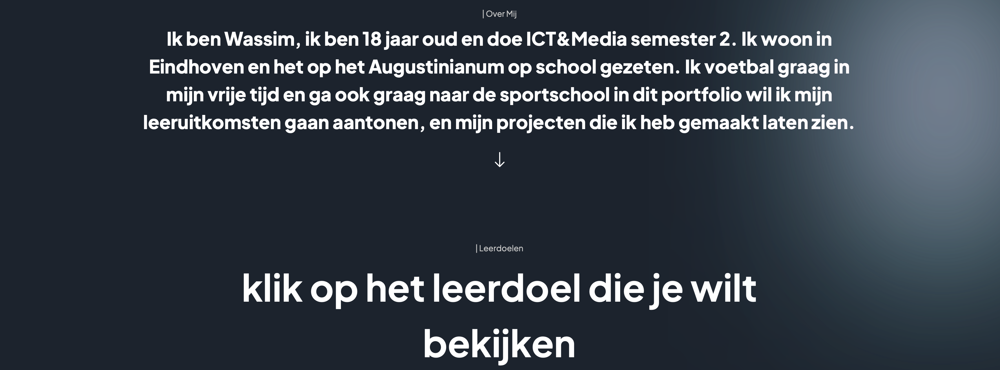 | Over Mij
Ik ben Wassim, ik ben 18 jaar oud en doe ICT&Media semester 2. Ik woon in
Eindhoven en het op het Augustinianum op school gezeten. Ik voetbal graag in
mijn vrije tijd en ga ook graag naar de sportschool in dit portfolio wil ik mijn
leeruitkomsten gaan aantonen, en mijn projecten die ik heb gemaakt laten zien.
| Leerdoelen
klik op het leerdoel die je wilt
bekijken